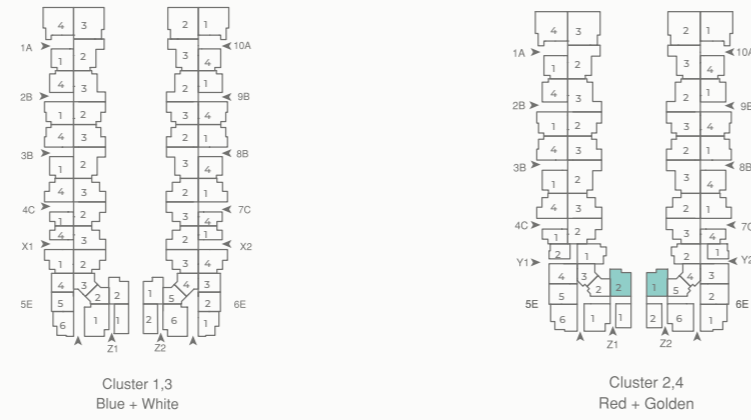 4 3 2 1
1A 10A
1 2 3 4
4 3 2 1
2B 9B
1 2 3 4
4 3 2 1
3B 8B
1 2 3 4
4 3 2 1
4C 7C
1 2 3 4
4 3 2 1
X1 X2
1 2 3 4
4 3 2 2 1 5 4 3
5E 5 2 6E
6 1 1 2 6 1
Z1 Z2
Cluster 1,3
Blue + White
4 3 2 1
1A 10A
1 2 3 4
4 3 2 1
2B 9B
1 2 3 4
4 3 2 1
3B 8B
1 2 3 4
4 3 2 1
4C 7C
1 2 3 4
2 1 2 1
Y1 Y2
4 3 2 2 1 5 4 3
5E 5 2 6E
6 1 1 2 6 1
Z1 Z2
Cluster 2,4
Red + Golden